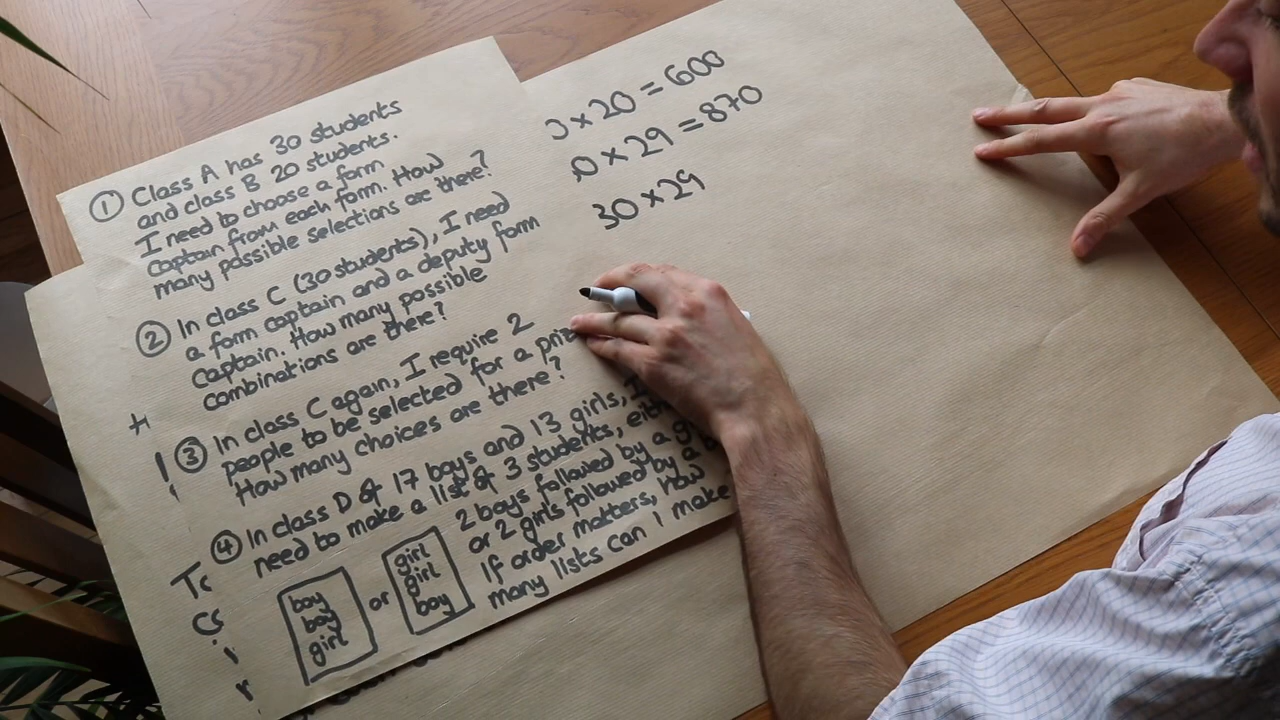 ① Class A has 30 students
and class B 20 students.
I need to choose a form
captain from each form. How
many possible selections are there?
② In class C (30 students), I need
a form captain and a deputy form
captain. How many possible
combinations are there?
③ In class C again, I require 2
people to be selected for a
How many choices are there?
④ In class D of 17 boys and 13 girls,
need to make a list of 3 students,
2 boys followed by a
or 2 girls followed by a
If order matters, how
many lists can I make
boy
boy
girl
or
girl
girl
boy
× 20 = 600
0 × 29 = 870
30 × 29